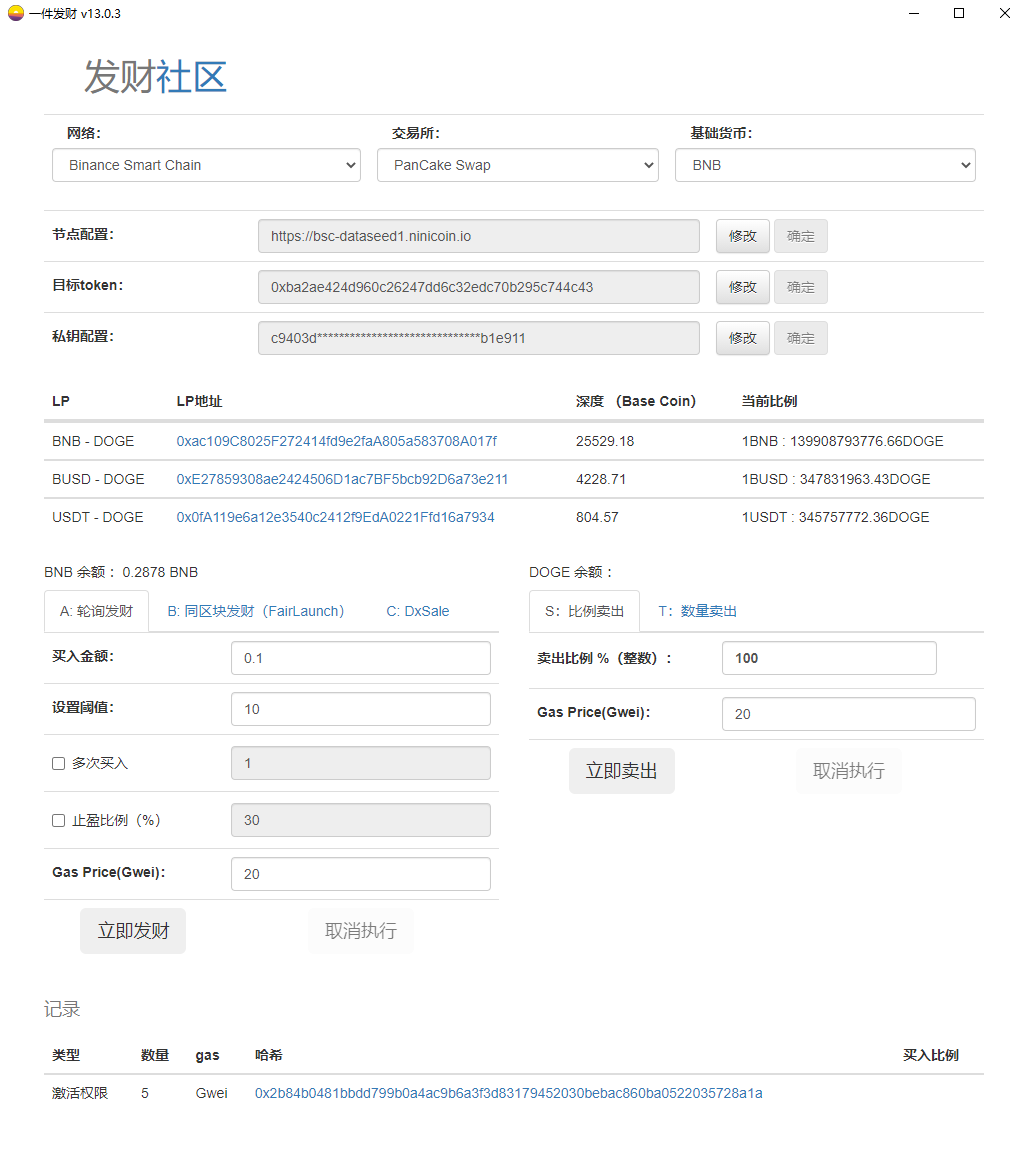 一件发财 v13.0.3
发财社区
网络: 交易所: 基础货币:
Binance Smart Chain PanCake Swap BNB
节点配置: https://bsc-dataseed1.ninicoin.io 修改 确定
目标token: 0xba2ae424d960c26247dd6c32edc70b295c744c43 修改 确定
私钥配置: c9403d******************************b1e911 修改 确定
LP LP地址 深度 （Base Coin） 当前比例
BNB - DOGE 0xac109C8025F272414fd9e2faA805a583708A017f 25529.18 1BNB : 139908793776.66DOGE
BUSD - DOGE 0xE27859308ae2424506D1ac7BF5bcb92D6a73e211 4228.71 1BUSD : 347831963.43DOGE
USDT - DOGE 0x0fA119e6a12e3540c2412f9EdA0221Ffd16a7934 804.57 1USDT : 345757772.36DOGE
BNB 余额： 0.2878 BNB DOGE 余额：
A: 轮询发财 B: 同区块发财（FairLaunch） C: DxSale S：比例卖出 T：数量卖出
买入金额: 0.1 卖出比例 %（整数）： 100
设置阈值: 10 Gas Price(Gwei): 20
多次买入 1 立即卖出 取消执行
止盈比例（%） 30
Gas Price(Gwei): 20
立即发财 取消执行
记录
类型 数量 gas 哈希 买入比例
激活权限 5 Gwei 0x2b84b0481bbdd799b0a4ac9b6a3f3d83179452030bebac860ba0522035728a1a